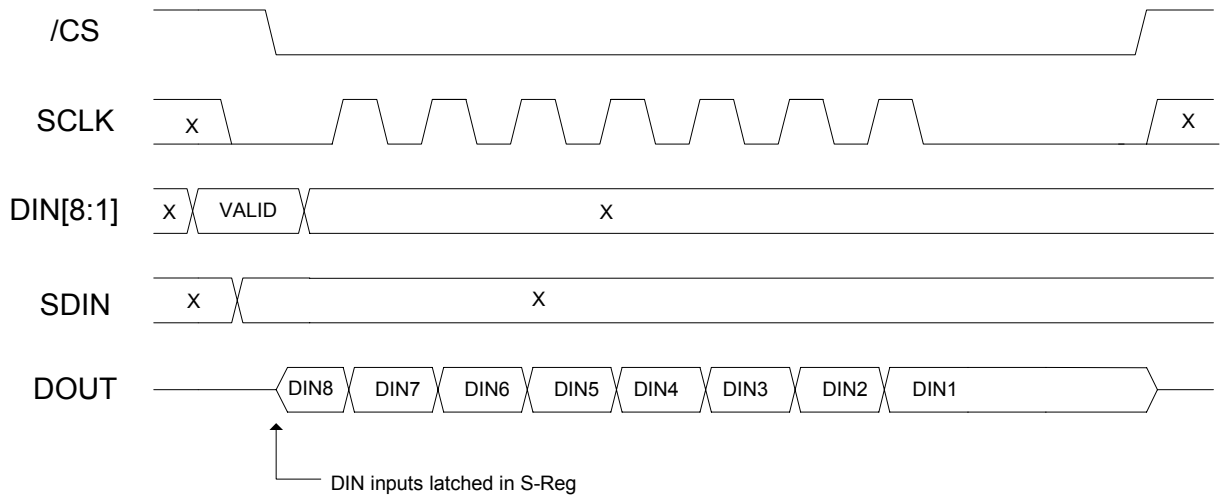 /CS
SCLK X X
DIN[8:1] X VALID X
SDIN X X
DOUT DIN8 DIN7 DIN6 DIN5 DIN4 DIN3 DIN2 DIN1
DIN inputs latched in S-Reg